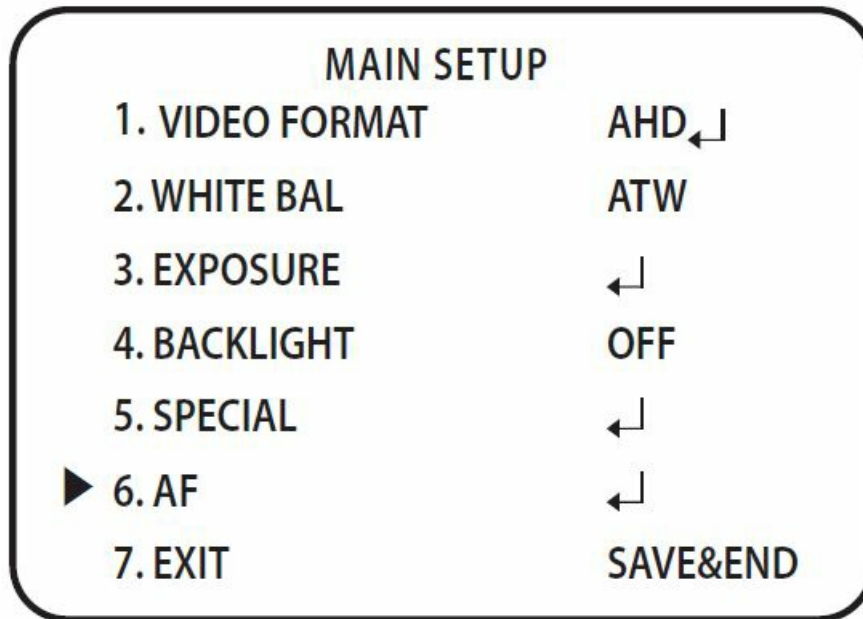 MAIN SETUP
1. VIDEO FORMAT AHD↵
2. WHITE BAL ATW
3. EXPOSURE ↵
4. BACKLIGHT OFF
5. SPECIAL ↵
▶ 6. AF ↵
7. EXIT SAVE&END